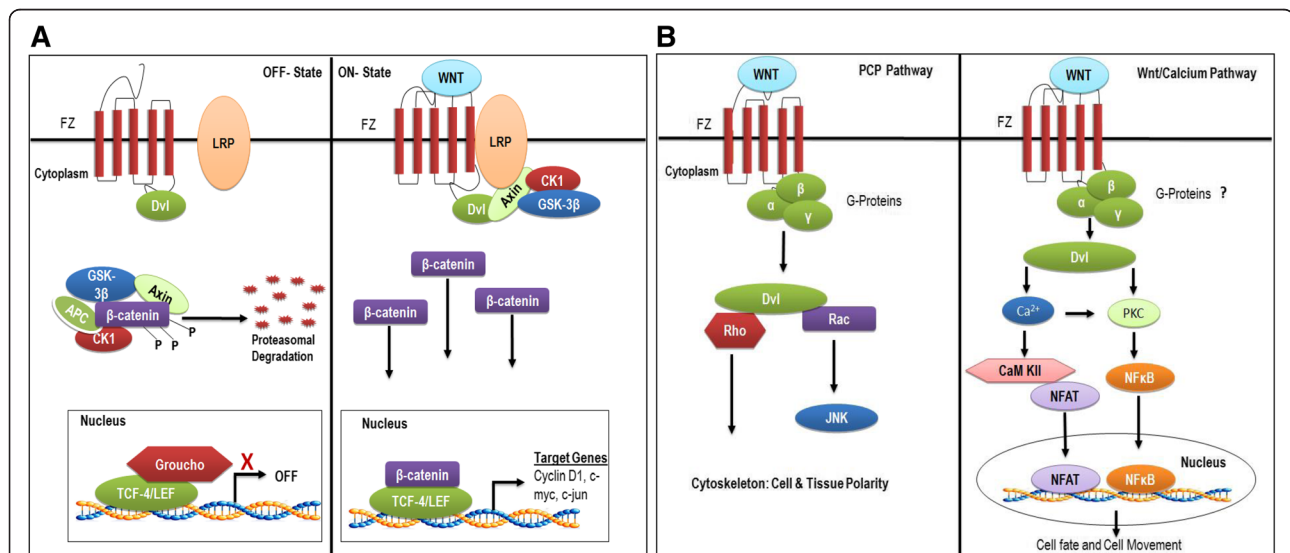 A
OFF- State
FZ
LRP
Cytoplasm
Dvl
GSK-
3β
Axin
APC
β-catenin
CK1
P
P
P
Proteasomal
Degradation
Nucleus
Groucho
X
OFF
TCF-4/LEF
ON- State
WNT
FZ
LRP
Dvl
Axin
CK1
GSK-3β
β-catenin
β-catenin
β-catenin
Nucleus
β-catenin
TCF-4/LEF
Target Genes
Cyclin D1, c-
myc, c-jun
B
PCP Pathway
WNT
FZ
Cytoplasm
α
β
γ
G-Proteins
Dvl
Rho
Rac
JNK
Cytoskeleton: Cell & Tissue Polarity
Wnt/Calcium Pathway
WNT
FZ
α
β
γ
G-Proteins ?
Dvl
Ca²⁺
PKC
CaM KII
NFAT
NFκB
Nucleus
NFAT
NFκB
Cell fate and Cell Movement